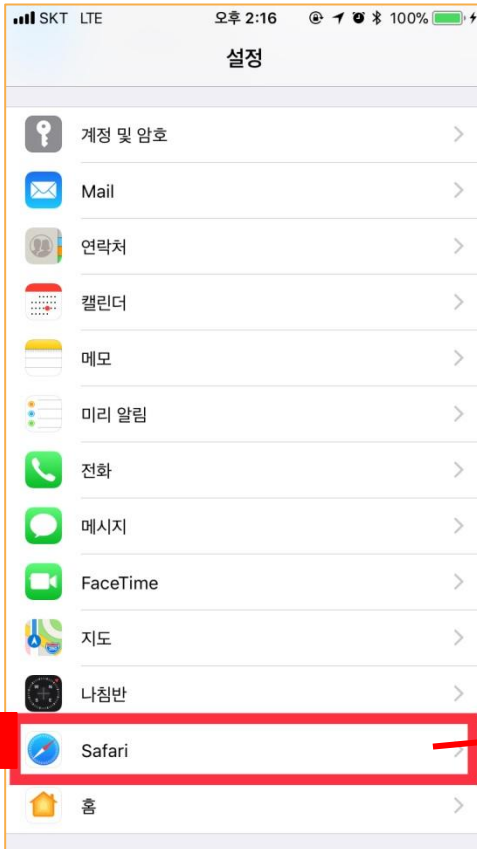 SKT LTE 오후 2:16 100%
설정
계정 및 암호
Mail
연락처
캘린더
메모
미리 알림
전화
메시지
FaceTime
지도
나침반
Safari
홈